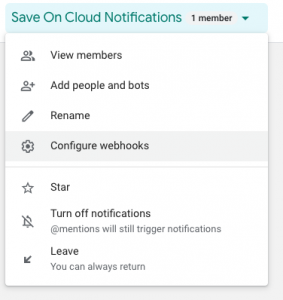 Save On Cloud Notifications 1 member
View members
Add people and bots
Rename
Configure webhooks
Star
Turn off notifications
@mentions will still trigger notifications
Leave
You can always return